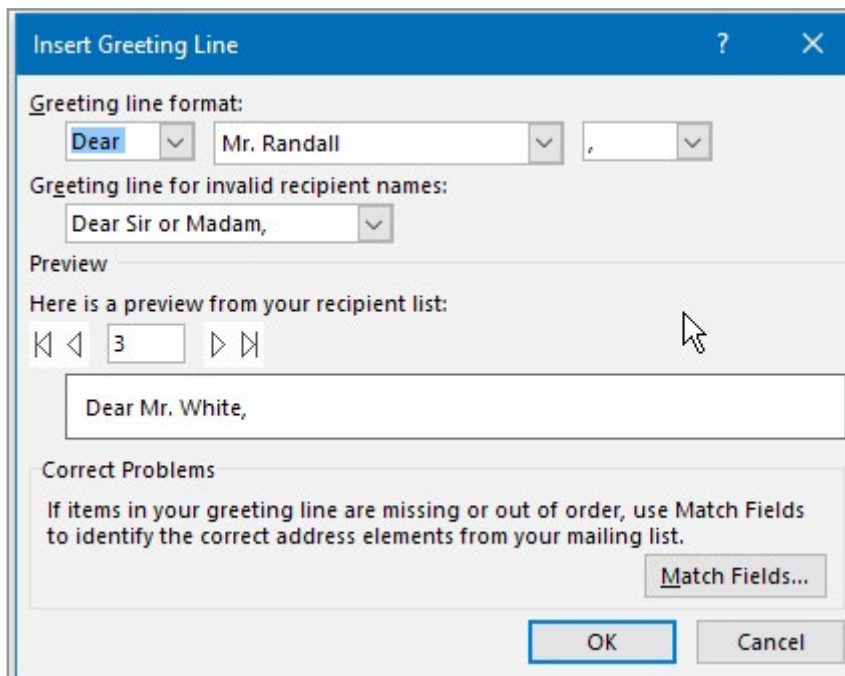 Insert Greeting Line ?
Greeting line format:
Dear Mr. Randall ,
Greeting line for invalid recipient names:
Dear Sir or Madam,
Preview
Here is a preview from your recipient list:
3
Dear Mr. White,
Correct Problems
If items in your greeting line are missing or out of order, use Match Fields
to identify the correct address elements from your mailing list.
Match Fields...
OK Cancel